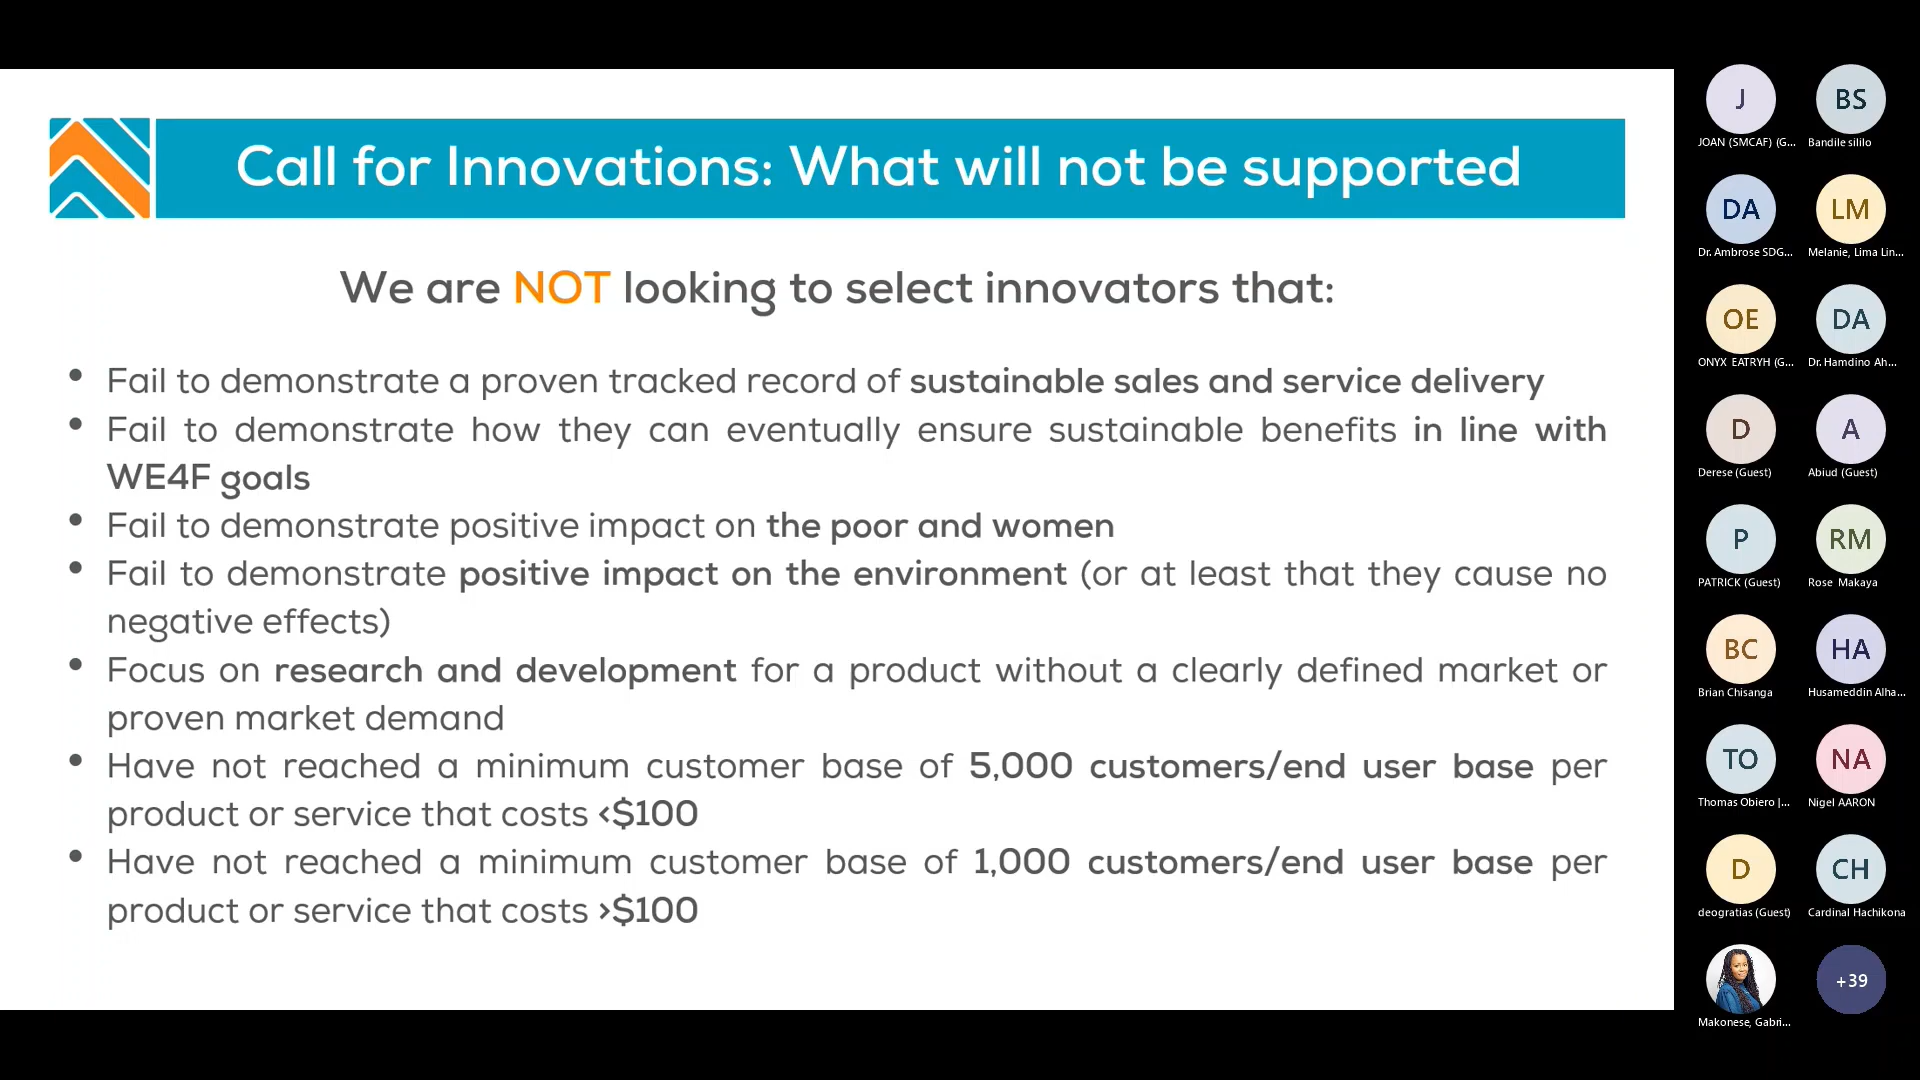 Call for Innovations: What will not be supported
We are NOT looking to select innovators that:
• Fail to demonstrate a proven tracked record of sustainable sales and service delivery
• Fail to demonstrate how they can eventually ensure sustainable benefits in line with
WE4F goals
• Fail to demonstrate positive impact on the poor and women
• Fail to demonstrate positive impact on the environment (or at least that they cause no
negative effects)
• Focus on research and development for a product without a clearly defined market or
proven market demand
• Have not reached a minimum customer base of 5,000 customers/end user base per
product or service that costs <$100
• Have not reached a minimum customer base of 1,000 customers/end user base per
product or service that costs >$100
J
JOAN (SMCAF) (G...
BS
Bandile sililo
DA
Dr. Ambrose SDG...
LM
Melanie, Lima Lin...
OE
ONYX EATRYH (G...
DA
Dr. Hamdino Ah...
D
Derese (Guest)
A
Abiud (Guest)
P
PATRICK (Guest)
RM
Rose Makaya
BC
Brian Chisanga
HA
Husameddin Alha...
TO
Thomas Obiero |...
NA
Nigel AARON
D
deogratias (Guest)
CH
Cardinal Hachikona
Makonese, Gabri...
+39